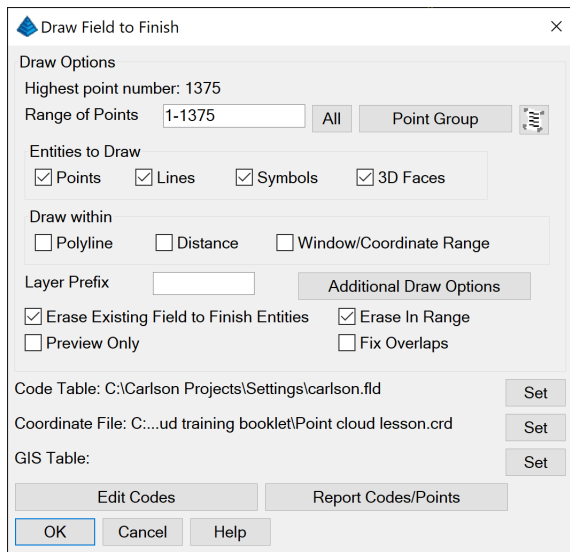 Draw Field to Finish
Draw Options
Highest point number: 1375
Range of Points 1-1375 All Point Group
Entities to Draw
Points Lines Symbols 3D Faces
Draw within
Polyline Distance Window/Coordinate Range
Layer Prefix Additional Draw Options
Erase Existing Field to Finish Entities Erase In Range
Preview Only Fix Overlaps
Code Table: C:\Carlson Projects\Settings\carlson.fld Set
Coordinate File: C:...ud training booklet\Point cloud lesson.crd Set
GIS Table: Set
Edit Codes Report Codes/Points
OK Cancel Help